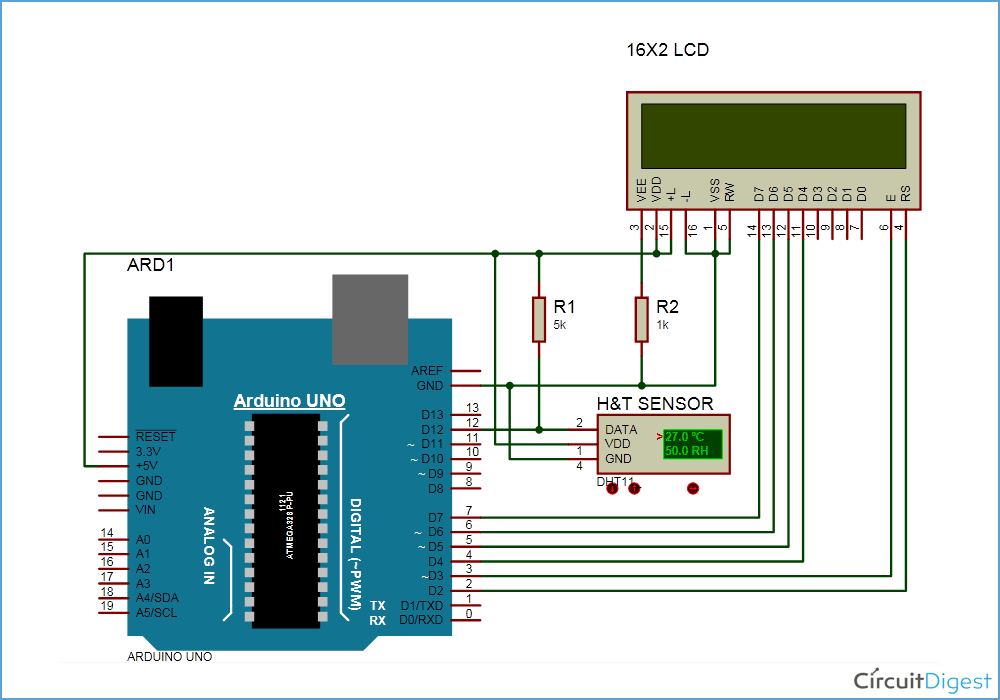 16X2 LCD
VEE VDD +L -L VSS RW D7 D6 D5 D4 D3 D2 D1 D0 E RS
3 2 15 16 1 5 14 13 12 11 10 9 8 7 6 4
ARD1
R1
5k
R2
1k
AREF
GND
Arduino UNO
H&T SENSOR
D13 13
D12 12
~ D11 11
~ D10 10
~ D9 9
D8 8
2 DATA
VDD
1 GND
4
> 27.0 °C
50.0 RH
DHT11
RESET
3.3V
+5V
GND
GND
VIN
1121
ATMEGA328P-PU
ANALOG IN
DIGITAL (~PWM)
D7 7
~ D6 6
~ D5 5
D4 4
~D3 3
D2 2
TX D1/TXD 1
RX D0/RXD 0
14 A0
15 A1
16 A2
17 A3
18 A4/SDA
19 A5/SCL
ARDUINO UNO
CircuitDigest